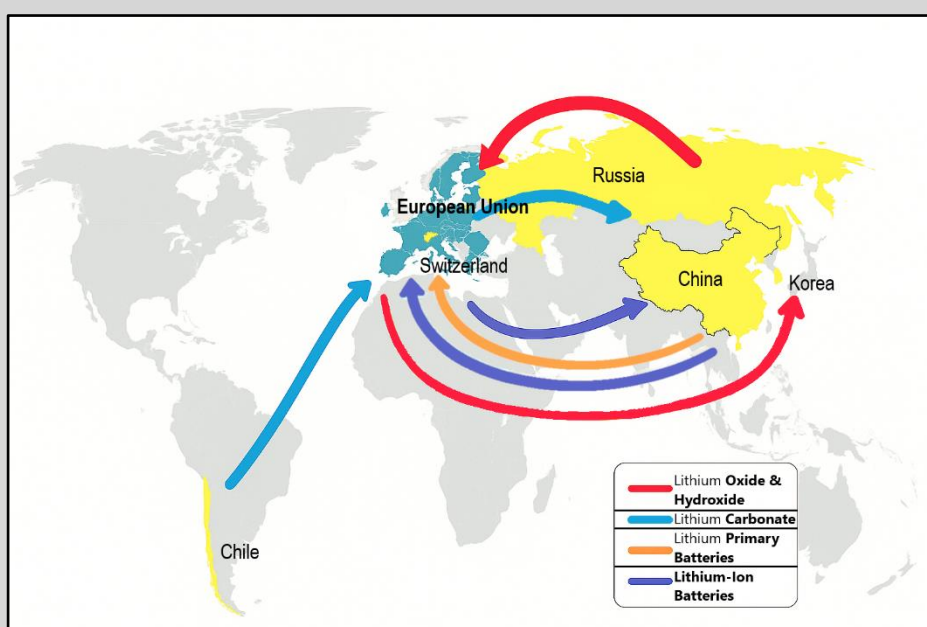 Russia
European Union
Switzerland
China
Korea
Chile
Lithium Oxide &
Hydroxide
Lithium Carbonate
Lithium Primary
Batteries
Lithium-Ion
Batteries